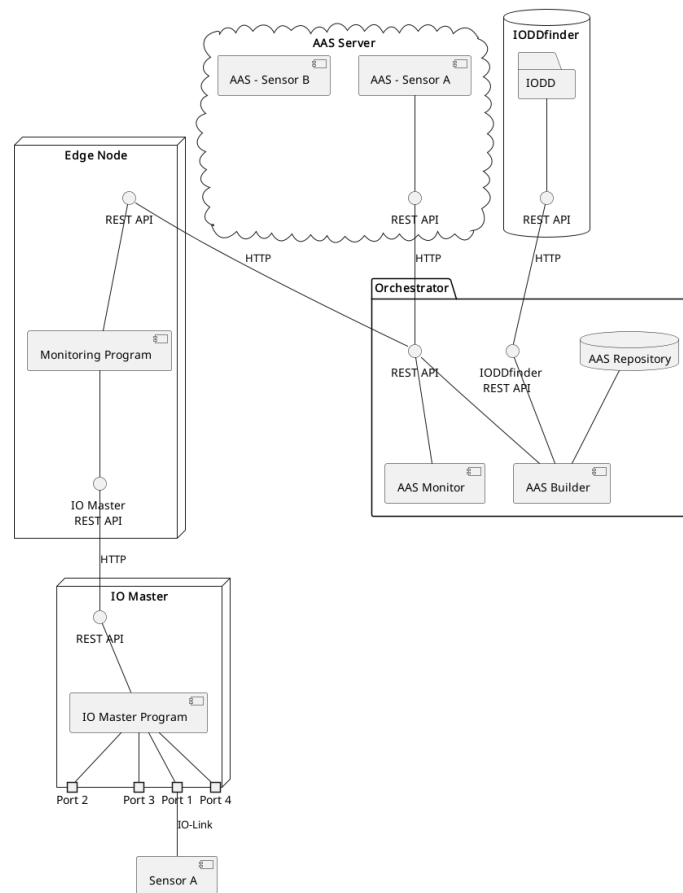 IODDfinder
AAS Server
AAS - Sensor B
AAS - Sensor A
IODD
Edge Node
REST API
REST API
REST API
HTTP
HTTP
HTTP
Orchestrator
Monitoring Program
REST API
IODDfinder
REST API
AAS Repository
AAS Monitor
AAS Builder
IO Master
REST API
HTTP
IO Master
REST API
IO Master Program
Port 2
Port 3
Port 1
Port 4
IO-Link
Sensor A